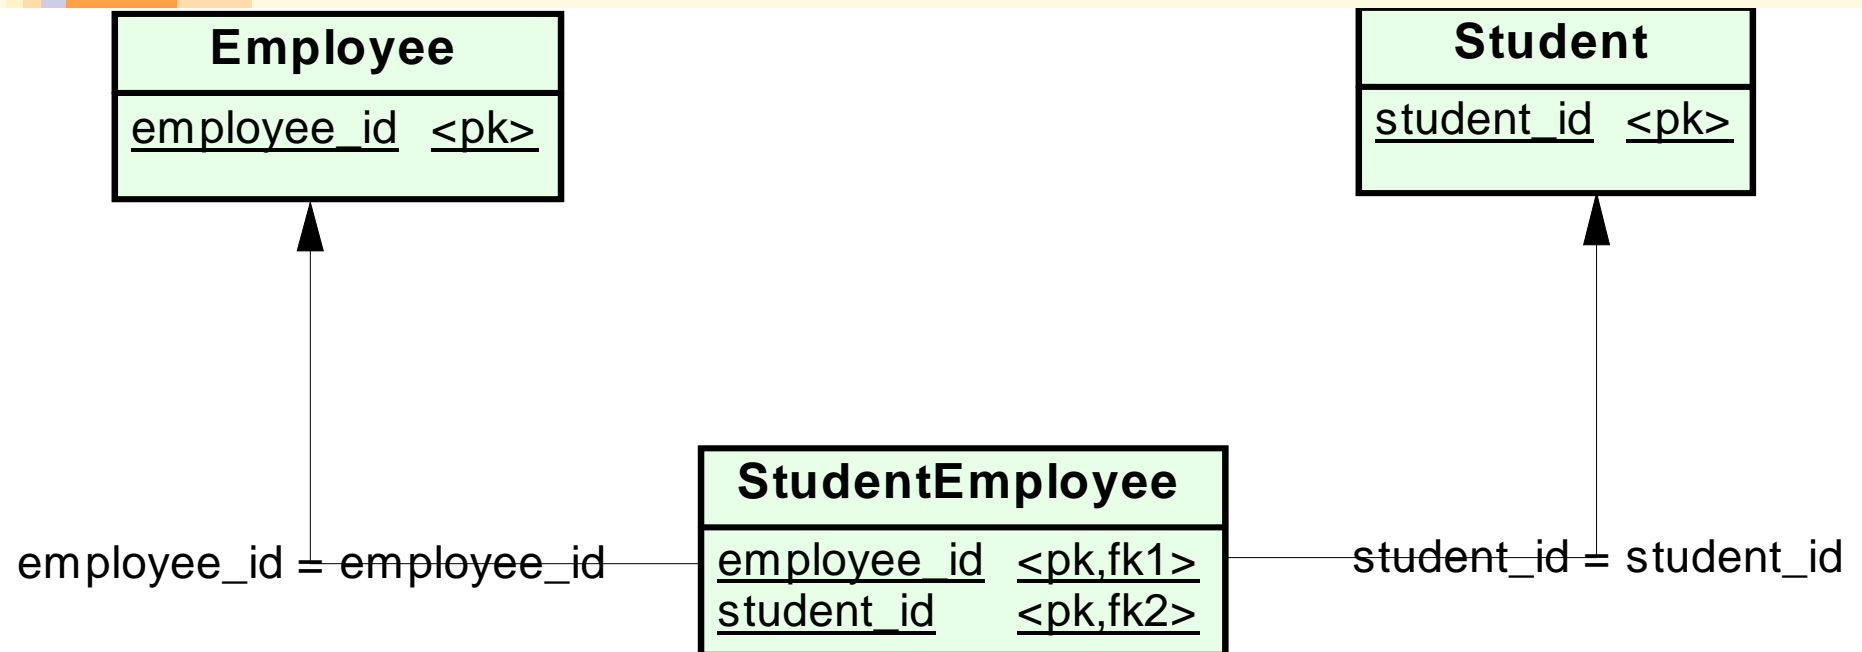 Employee
employee_id <pk>
Student
student_id <pk>
StudentEmployee
employee_id <pk,fk1>
student_id <pk,fk2>
employee_id = employee_id
student_id = student_id